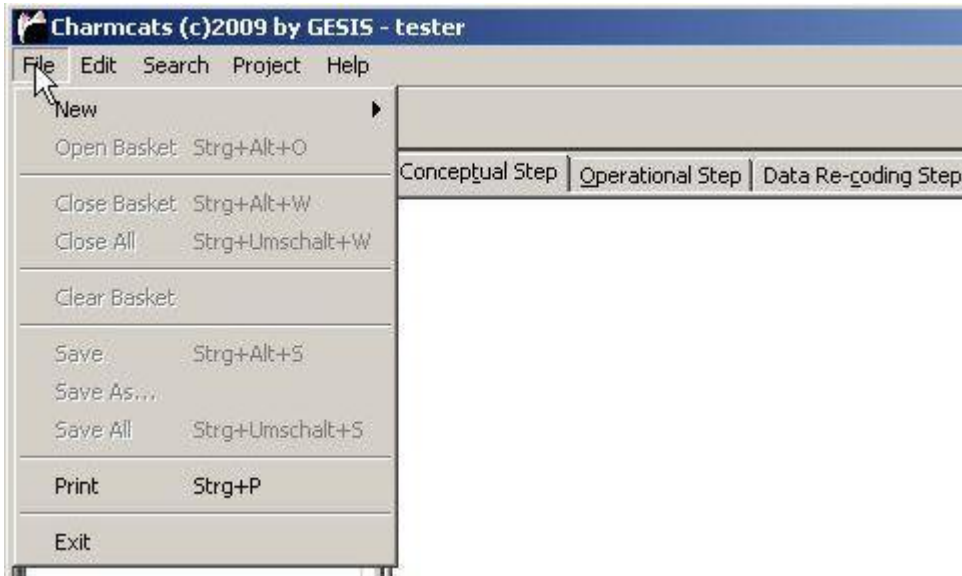 Charmcats (c)2009 by GESIS - tester
File Edit Search Project Help
New
Open Basket Strg+Alt+O
Conceptual Step Operational Step Data Re-coding Step
Close Basket Strg+Alt+W
Close All Strg+Umschalt+W
Clear Basket
Save Strg+Alt+S
Save As...
Save All Strg+Umschalt+S
Print Strg+P
Exit